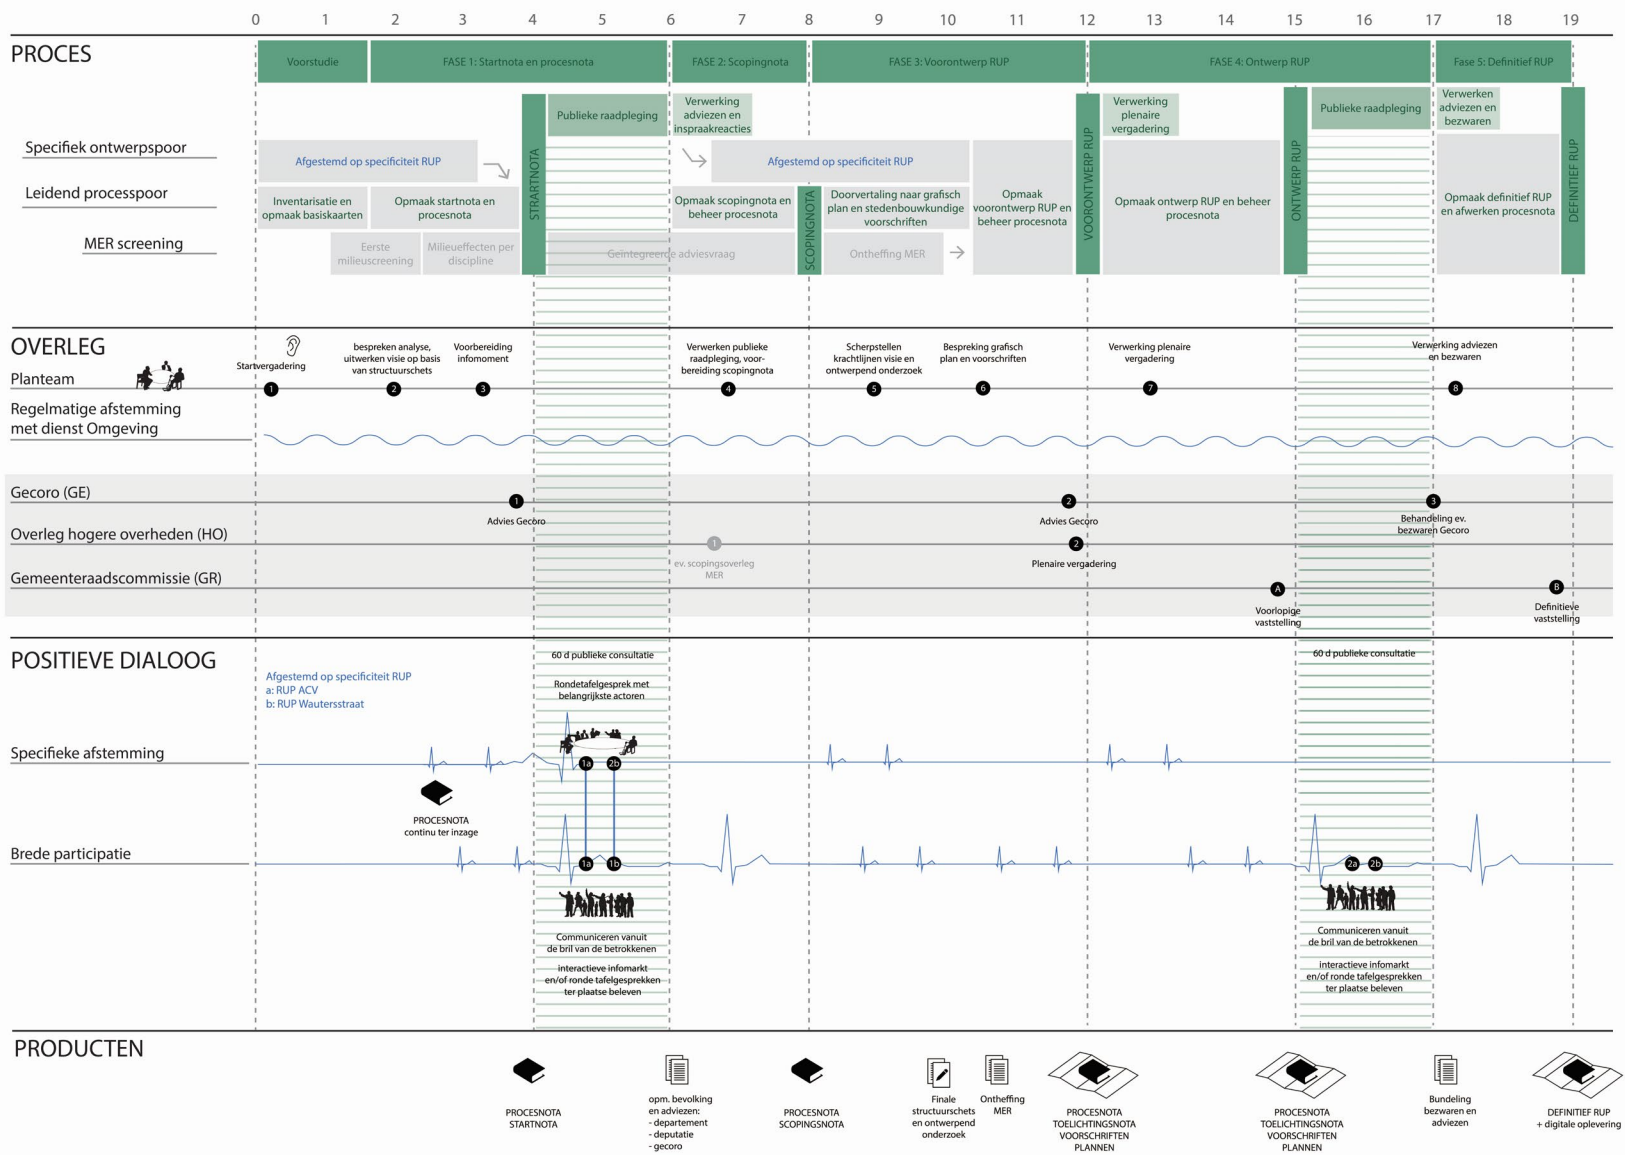 0 1 2 3 4 5 6 7 8 9 10 11 12 13 14 15 16 17 18 19
PROCES
Voorstudie
FASE 1: Startnota en procesnota
FASE 2: Scopingnota
FASE 3: Voorontwerp RUP
FASE 4: Ontwerp RUP
Fase 5: Definitief RUP
STRARTNOTA
Publieke raadpleging
Verwerking
adviezen en
inspraakreacties
SCOPINGNOTA
VOORONTWERP RUP
Verwerking
plenaire
vergadering
ONTWERP RUP
Publieke raadpleging
Verwerken
adviezen en
bezwaren
DEFINITIEF RUP
Specifiek ontwerpspoor
Afgestemd op specificiteit RUP
Afgestemd op specificiteit RUP
Leidend processpoor
Inventarisatie en
opmaak basiskaarten
Opmaak startnota en
procesnota
Opmaak scopingnota en
beheer procesnota
Doorvertaling naar grafisch
plan en stedenbouwkundige
voorschriften
Opmaak
voorontwerp RUP en
beheer procesnota
Opmaak ontwerp RUP en beheer
procesnota
Opmaak definitief RUP
en afwerken procesnota
MER screening
Eerste
milieuscreening
Milieueffecten per
discipline
Geïntegreerde adviesvraag
Ontheffing MER
OVERLEG
Planteam
Startvergadering
bespreken analyse,
uitwerken visie op basis
van structuurschets
Voorbereiding
infomoment
Verwerken publieke
raadpleging, voor-
bereiding scopingnota
Scherpstellen
krachtlijnen visie en
ontwerpend onderzoek
Bespreking grafisch
plan en voorschriften
Verwerking plenaire
vergadering
Verwerking adviezen
en bezwaren
1 2 3 4 5 6 7 8
Regelmatige afstemming
met dienst Omgeving
Gecoro (GE)
1 2 3
Advies Gecoro
Advies Gecoro
Behandeling ev.
bezwaren Gecoro
Overleg hogere overheden (HO)
1 2
ev. scopingsoverleg
MER
Plenaire vergadering
Gemeenteraadscommissie (GR)
A B
Voorlopige
vaststelling
Definitieve
vaststelling
POSITIEVE DIALOOG
Afgestemd op specificiteit RUP
a: RUP ACV
b: RUP Wautersstraat
60 d publieke consultatie
Rondetafelgesprek met
belangrijkste actoren
60 d publieke consultatie
Specifieke afstemming
1a 2b
PROCESNOTA
continu ter inzage
Brede participatie
1a 1b
2a 2b
Communiceren vanuit
de bril van de betrokkenen
interactieve infomarkt
en/of ronde tafelgesprekken
ter plaatse beleven
Communiceren vanuit
de bril van de betrokkenen
interactieve infomarkt
en/of ronde tafelgesprekken
ter plaatse beleven
PRODUCTEN
PROCESNOTA
STARTNOTA
opm. bevolking
en adviezen:
- departement
- deputatie
- gecoro
PROCESNOTA
SCOPINGSNOTA
Finale
structuurschets
en ontwerpend
onderzoek
Ontheffing
MER
PROCESNOTA
TOELICHTINGSNOTA
VOORSCHRIFTEN
PLANNEN
PROCESNOTA
TOELICHTINGSNOTA
VOORSCHRIFTEN
PLANNEN
Bundeling
bezwaren en
adviezen
DEFINITIEF RUP
+ digitale oplevering